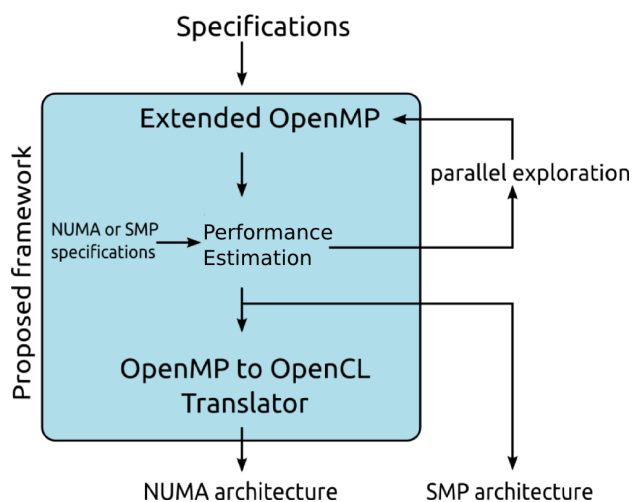 Specifications
Extended OpenMP
parallel exploration
Proposed framework
NUMA or SMP
specifications
Performance
Estimation
OpenMP to OpenCL
Translator
NUMA architecture
SMP architecture